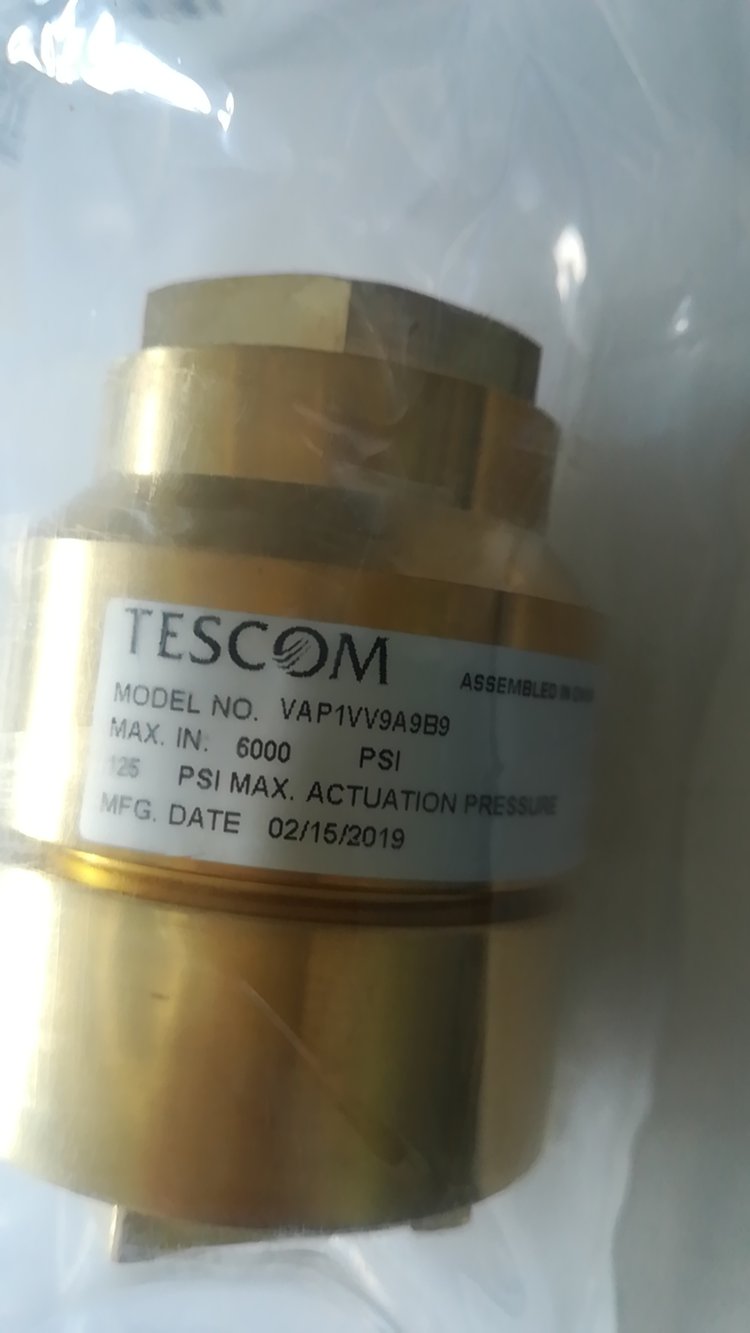 TESCOM
ASSEMBLED IN
MODEL NO. VAP1VV9A9B9
MAX. IN. 6000 PSI
125 PSI MAX. ACTUATION PRESSURE
MFG. DATE 02/15/2019